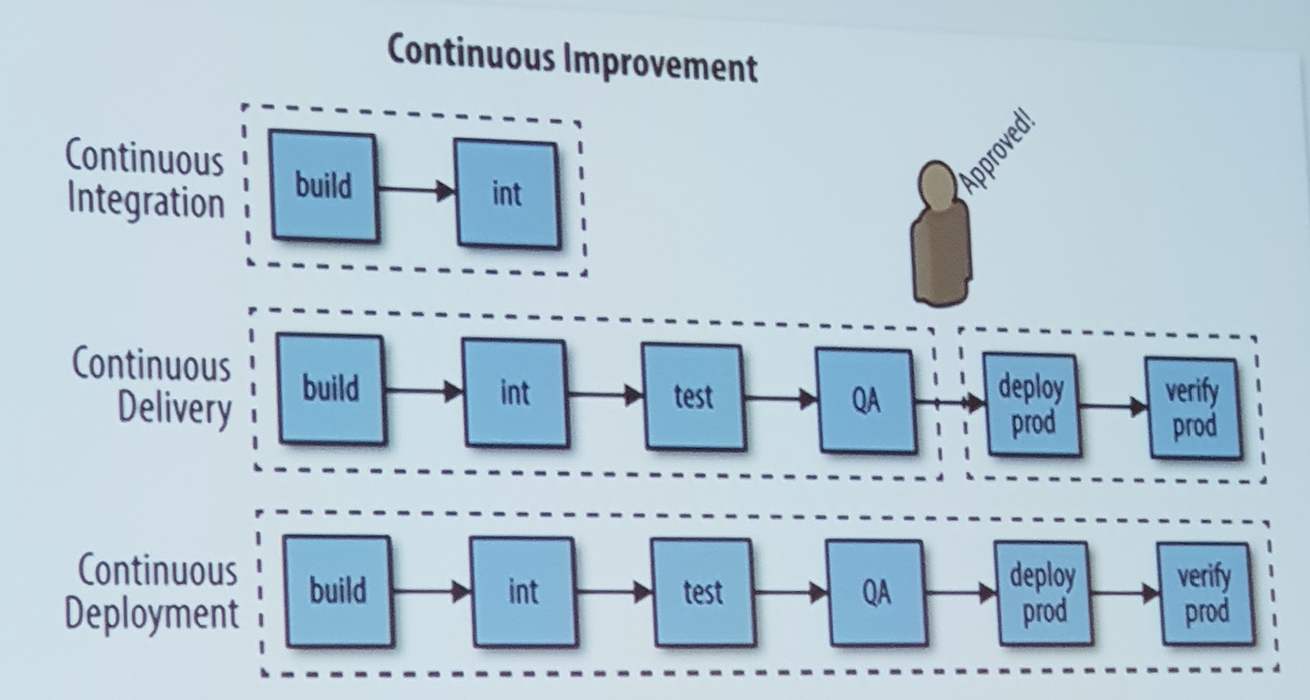 Continuous Improvement
Continuous
Integration
build
int
Approved!
Continuous
Delivery
build
int
test
QA
deploy
prod
verify
prod
Continuous
Deployment
build
int
test
QA
deploy
prod
verify
prod